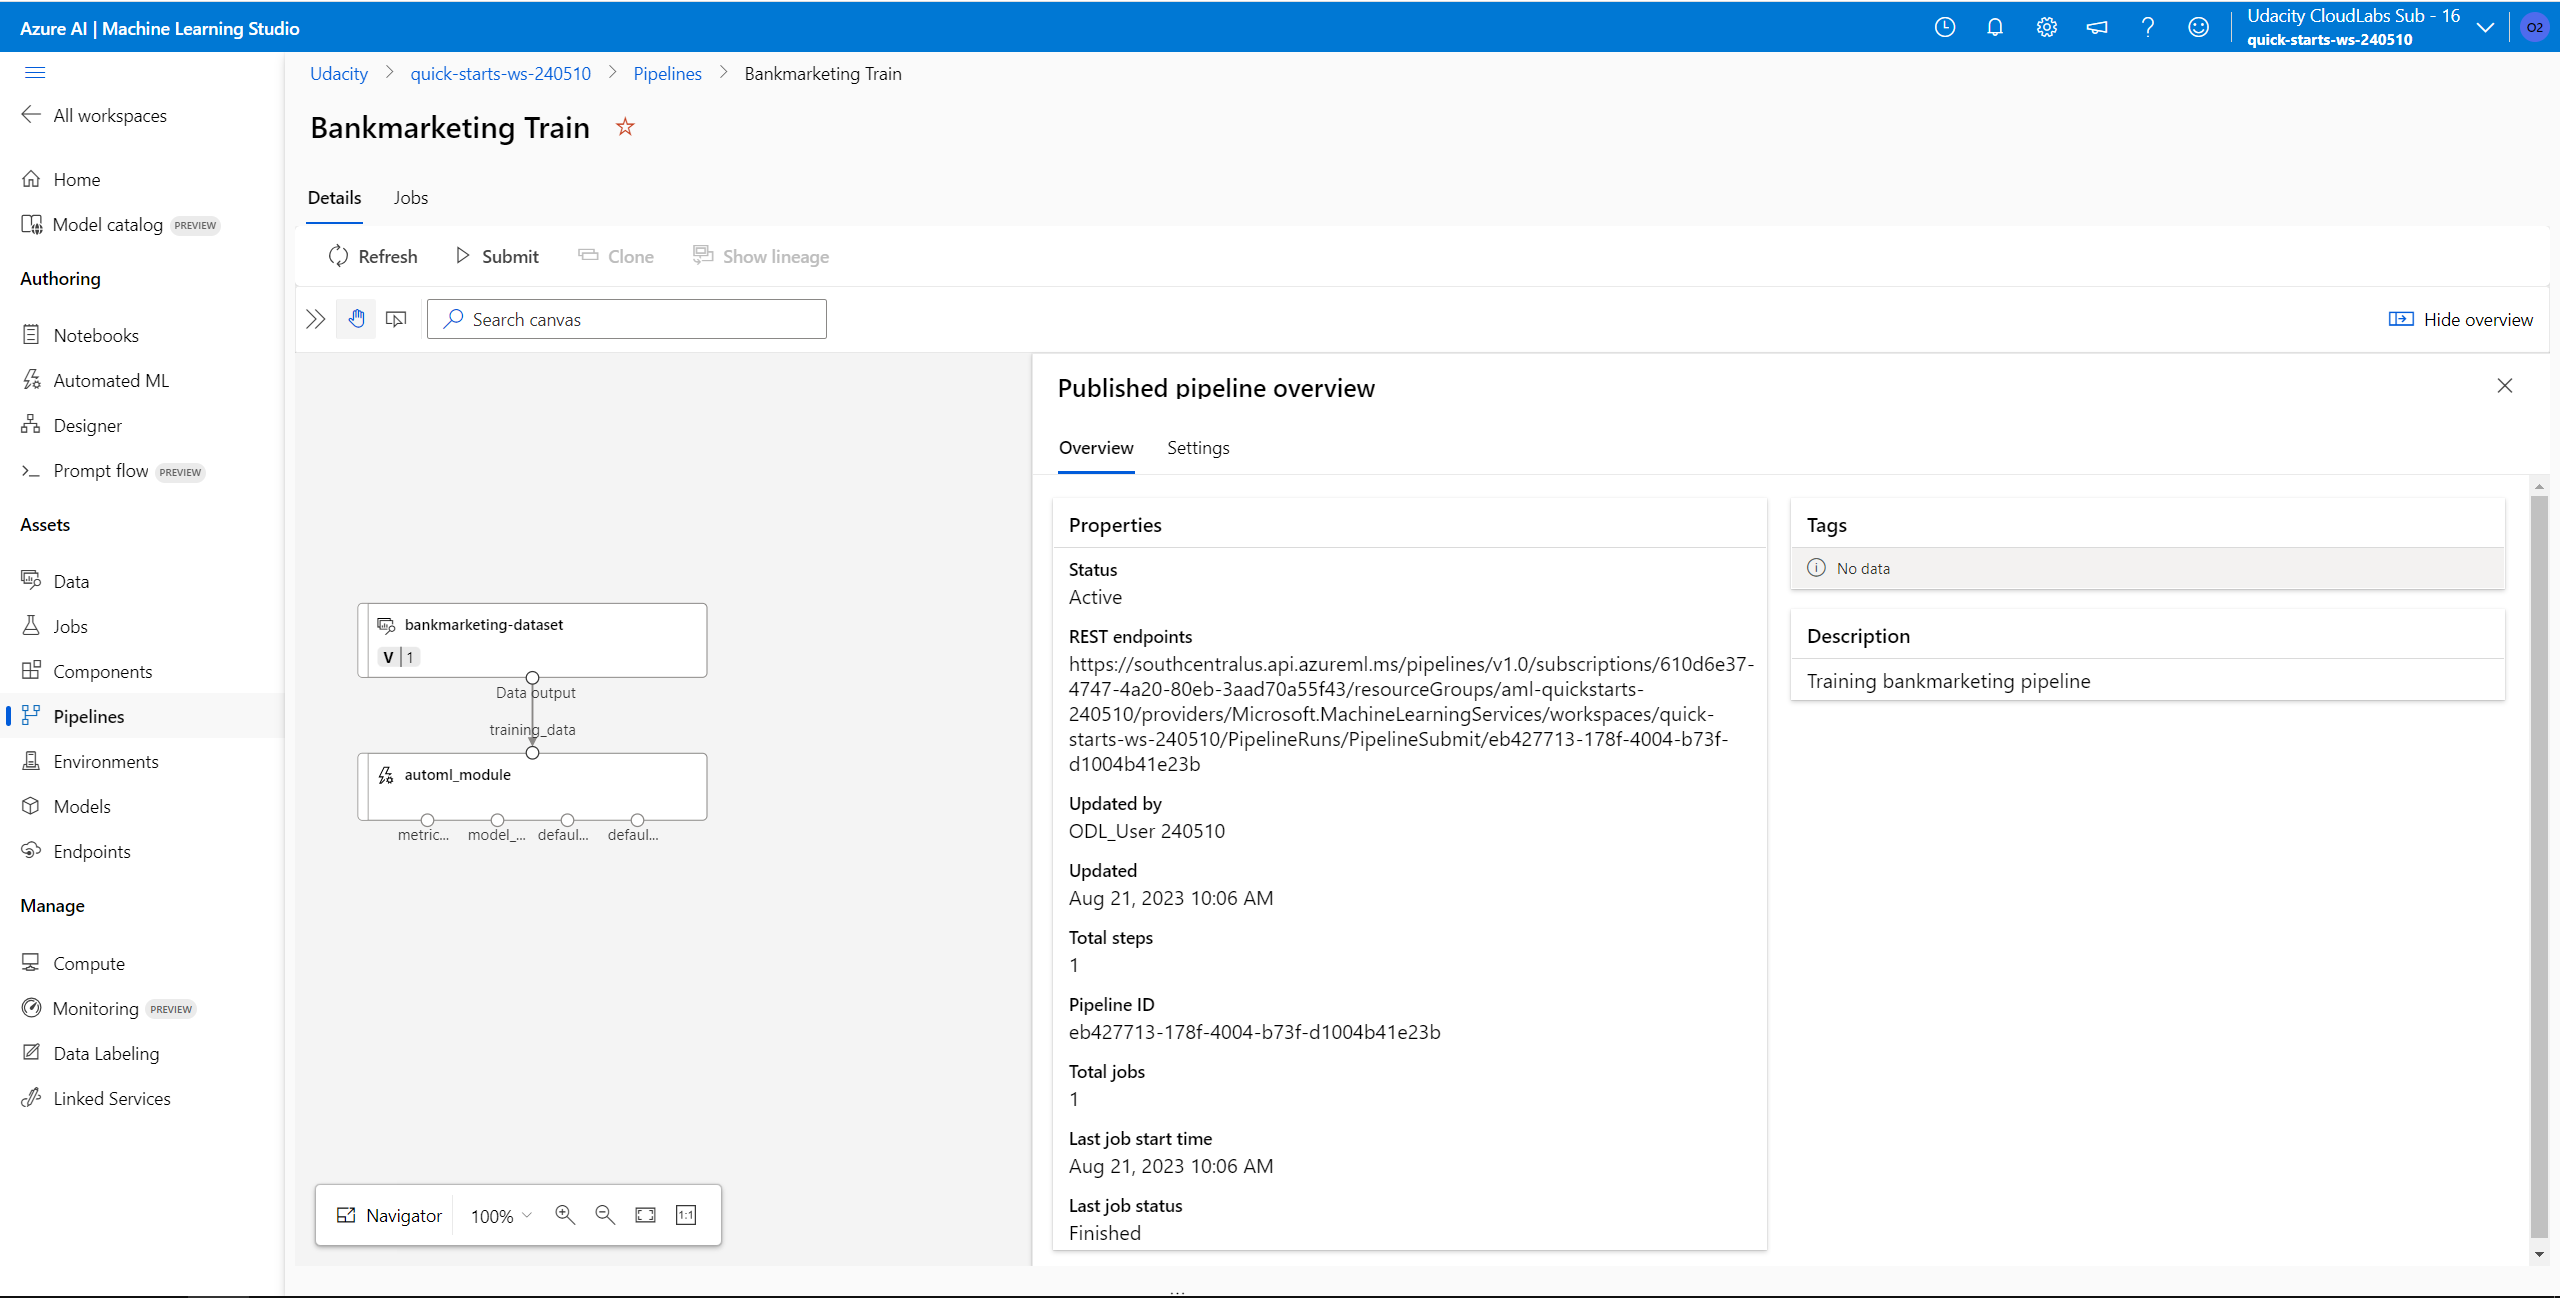 Azure AI | Machine Learning Studio
Udacity CloudLabs Sub - 16
quick-starts-ws-240510
O2
All workspaces
Home
Model catalog PREVIEW
Authoring
Notebooks
Automated ML
Designer
Prompt flow PREVIEW
Assets
Data
Jobs
Components
Pipelines
Environments
Models
Endpoints
Manage
Compute
Monitoring PREVIEW
Data Labeling
Linked Services
Udacity > quick-starts-ws-240510 > Pipelines > Bankmarketing Train
Bankmarketing Train
Details Jobs
Refresh Submit Clone Show lineage
Search canvas
Hide overview
bankmarketing-dataset
V | 1
Data output
training_data
automl_module
metric... model_... defaul... defaul...
Navigator 100% 1:1
Published pipeline overview
Overview Settings
Properties
Status
Active
REST endpoints
https://southcentralus.api.azureml.ms/pipelines/v1.0/subscriptions/610d6e37-
4747-4a20-80eb-3aad70a55f43/resourceGroups/aml-quickstarts-
240510/providers/Microsoft.MachineLearningServices/workspaces/quick-
starts-ws-240510/PipelineRuns/PipelineSubmit/eb427713-178f-4004-b73f-
d1004b41e23b
Updated by
ODL_User 240510
Updated
Aug 21, 2023 10:06 AM
Total steps
1
Pipeline ID
eb427713-178f-4004-b73f-d1004b41e23b
Total jobs
1
Last job start time
Aug 21, 2023 10:06 AM
Last job status
Finished
Tags
No data
Description
Training bankmarketing pipeline